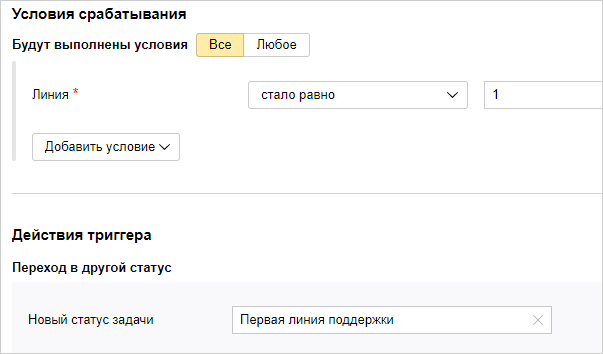 Условия срабатывания
Будут выполнены условия Все Любое
Линия * стало равно 1
Добавить условие
Действия триггера
Переход в другой статус
Новый статус задачи Первая линия поддержки